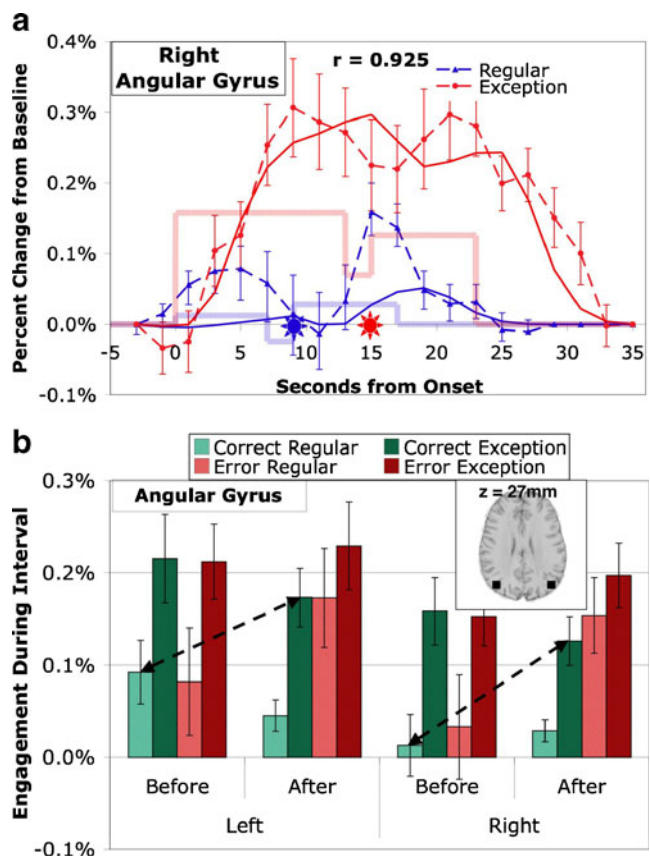 a
0.4%
0.3%
0.2%
0.1%
0.0%
-0.1%
Percent Change from Baseline
Right
Angular Gyrus
r = 0.925
Regular
Exception
-5 0 5 10 15 20 25 30 35
Seconds from Onset
b
Correct Regular Correct Exception
Error Regular Error Exception
0.3%
0.2%
0.1%
0.0%
-0.1%
Engagement During Interval
Angular Gyrus
z = 27mm
Before After Before After
Left Right